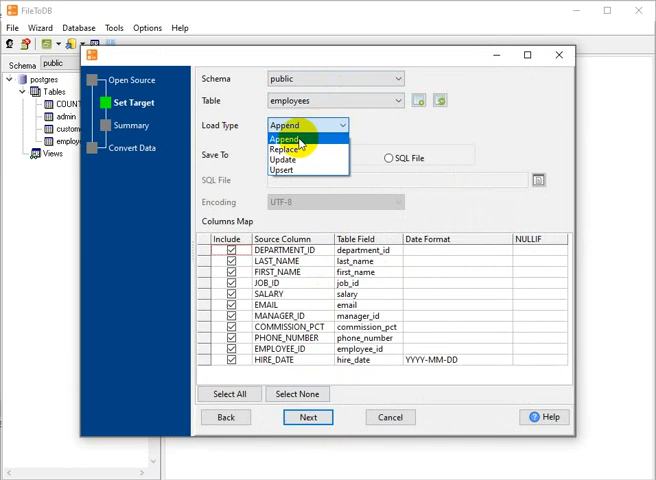 FileToDB
File Wizard Database Tools Options Help
Schema public
postgres
Tables
COUNT
admin
custom
employ
Views
Open Source
Set Target
Summary
Convert Data
Schema public
Table employees
Load Type Append
Append
Replace
Update
Upsert
Save To SQL File
SQL File
Encoding UTF-8
Columns Map
Include Source Column Table Field Date Format NULLIF
DEPARTMENT_ID department_id
LAST_NAME last_name
FIRST_NAME first_name
JOB_ID job_id
SALARY salary
EMAIL email
MANAGER_ID manager_id
COMMISSION_PCT commission_pct
PHONE_NUMBER phone_number
EMPLOYEE_ID employee_id
HIRE_DATE hire_date YYYY-MM-DD
Select All Select None
Back Next Cancel Help